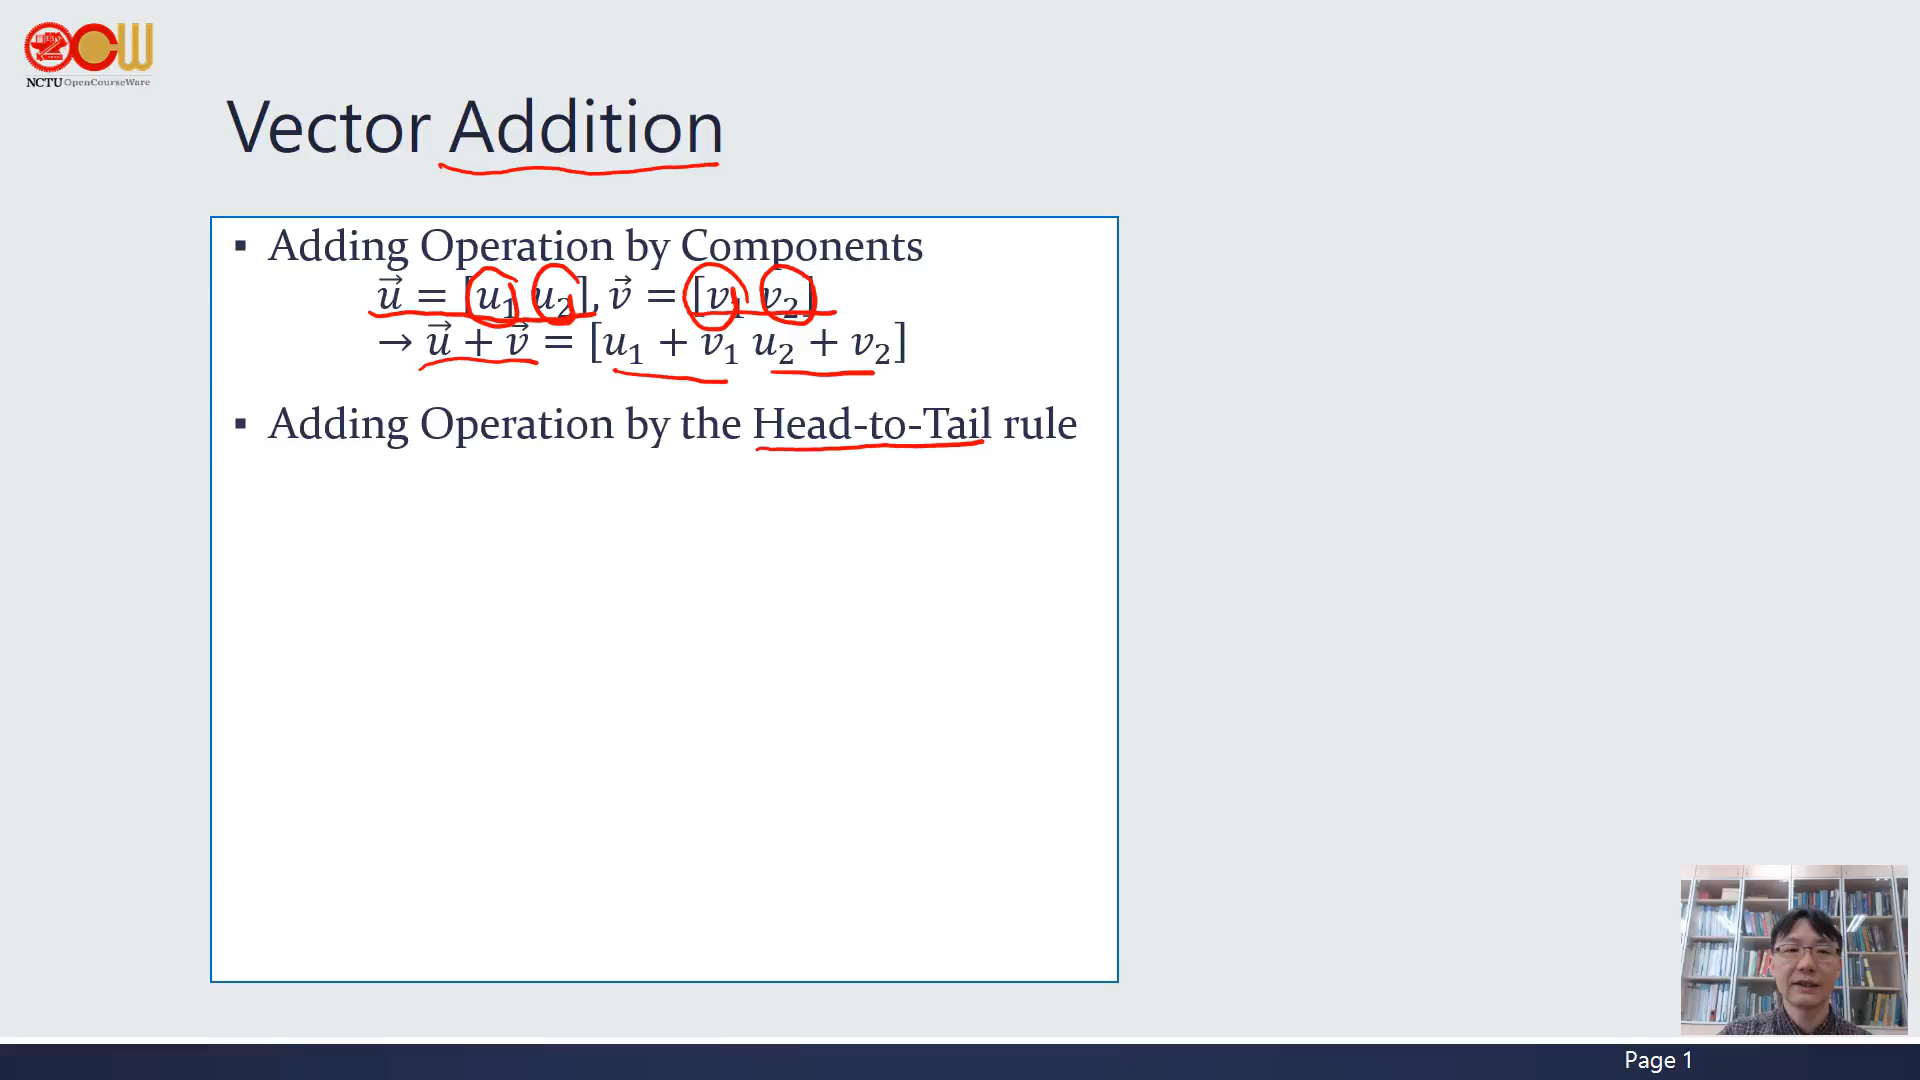 NCTU OpenCourseWare
Vector Addition
▪ Adding Operation by Components
u⃗ = [u₁ u₂], v⃗ = [v₁ v₂]
→ u⃗ + v⃗ = [u₁ + v₁ u₂ + v₂]
▪ Adding Operation by the Head-to-Tail rule
Page 1